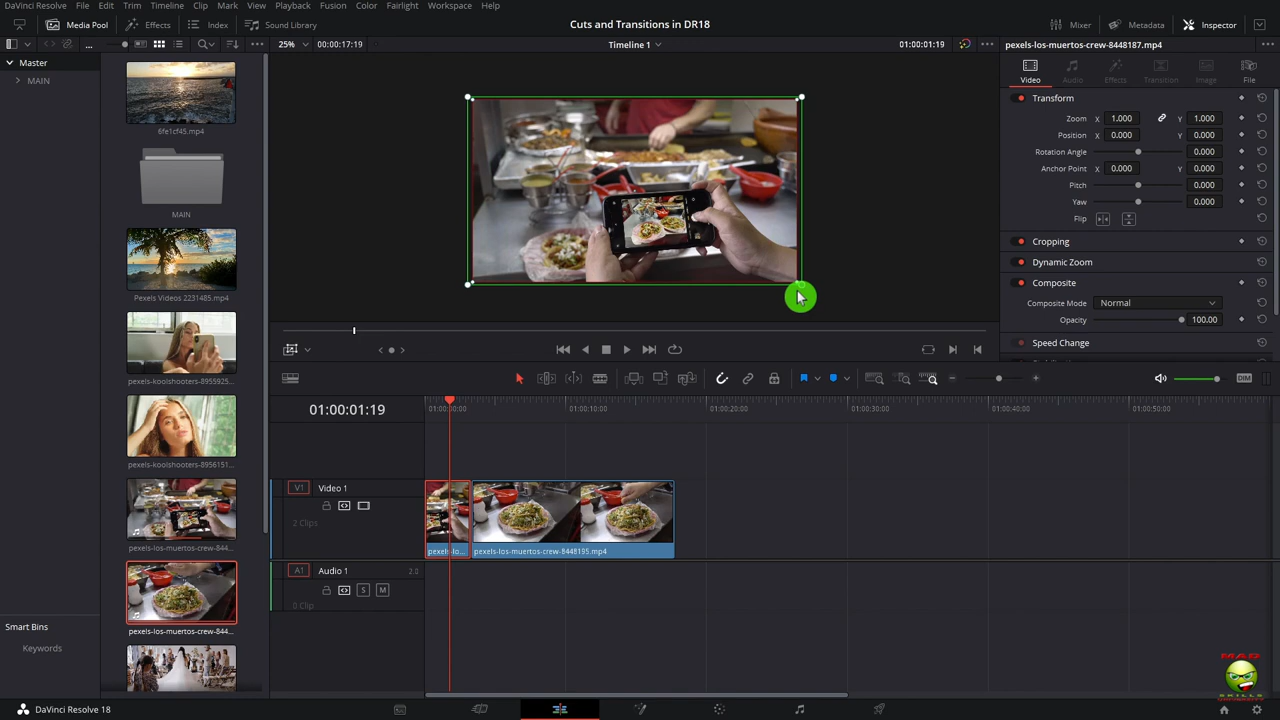 DaVinci Resolve File Edit Trim Timeline Clip Mark View Playback Fusion Color Fairlight Workspace Help
Media Pool Effects Index Sound Library Cuts and Transitions in DR18 Mixer Metadata Inspector
... 25% 00:00:17:19 Timeline 1 01:00:01:19 pexels-los-muertos-crew-8448187.mp4
Master
MAIN
6fe1cf45.mp4
MAIN
Pexels Videos 2231485.mp4
pexels-koolshooters-8955925...
pexels-koolshooters-8956151...
pexels-los-muertos-crew-844...
pexels-los-muertos-crew-844...
Smart Bins
Keywords
Video Audio Effects Transition Image File
Transform
Zoom X 1.000 Y 1.000
Position X 0.000 Y 0.000
Rotation Angle 0.000
Anchor Point X 0.000 Y 0.000
Pitch 0.000
Yaw 0.000
Flip
Cropping
Dynamic Zoom
Composite
Composite Mode Normal
Opacity 100.00
Speed Change
DIM
01:00:01:19 01:00:00:00 01:00:10:00 01:00:20:00 01:00:30:00 01:00:40:00 01:00:50:00
V1 Video 1
2 Clips
pexels-lo... pexels-los-muertos-crew-8448195.mp4
A1 Audio 1 2.0
S M
0 Clip
MAD
SKILLS
DaVinci Resolve 18